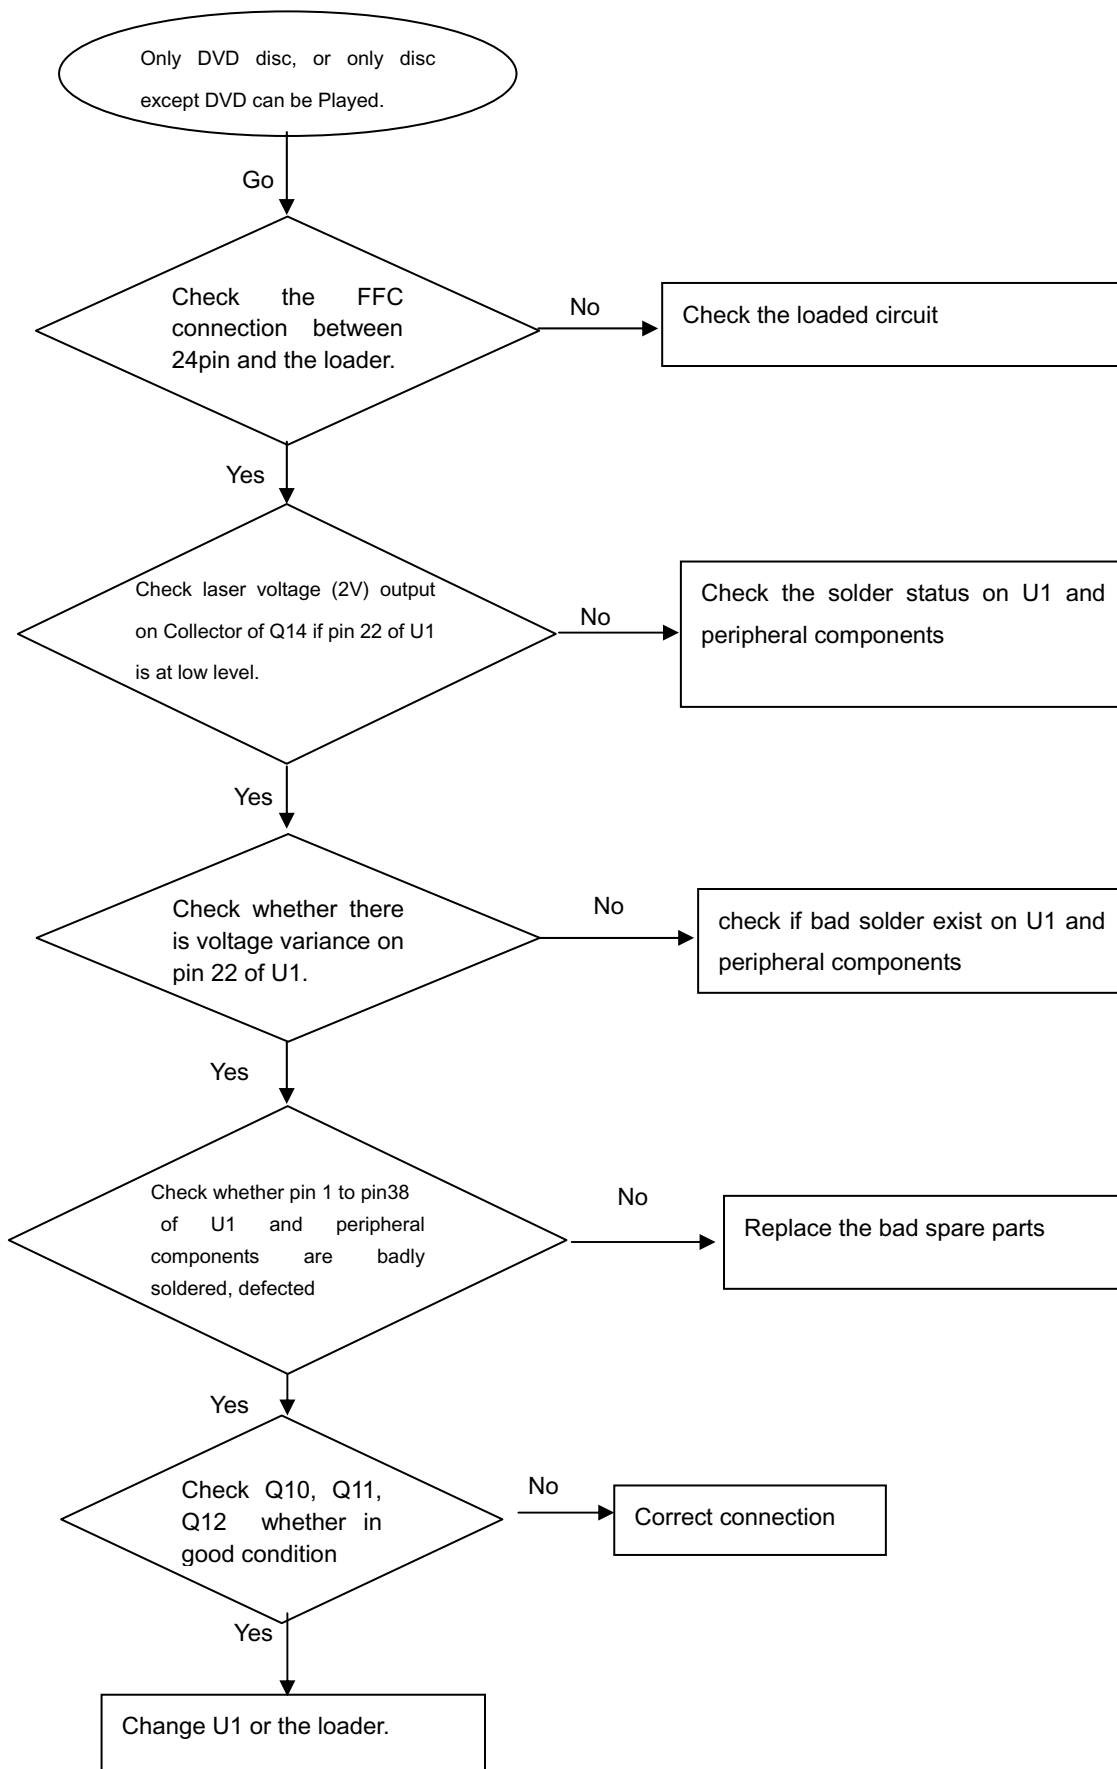 Only DVD disc, or only disc
except DVD can be Played.
Go
Check the FFC
connection between
24pin and the loader.
No
Check the loaded circuit
Yes
Check laser voltage (2V) output
on Collector of Q14 if pin 22 of U1
is at low level.
No
Check the solder status on U1 and
peripheral components
Yes
Check whether there
is voltage variance on
pin 22 of U1.
No
check if bad solder exist on U1 and
peripheral components
Yes
Check whether pin 1 to pin38
of U1 and peripheral
components are badly
soldered, defected
No
Replace the bad spare parts
Yes
Check Q10, Q11,
Q12 whether in
good condition
No
Correct connection
Yes
Change U1 or the loader.